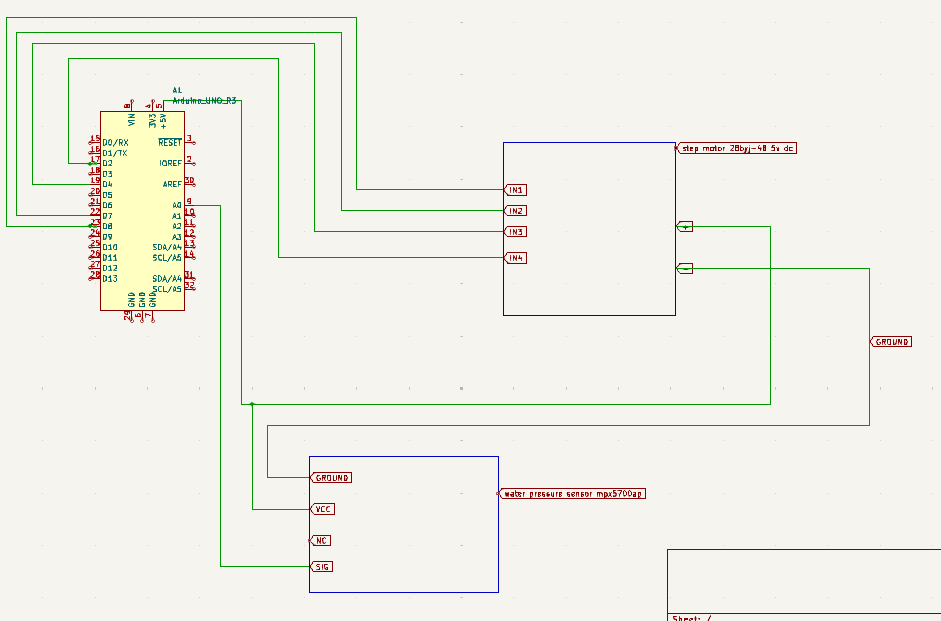 A1
Arduino_UNO_R3
8
4
5
VIN
3V3
+5V
15
D0/RX
RESET
3
16
D1/TX
17
D2
IOREF
2
18
D3
19
D4
AREF
30
20
D5
21
D6
A0
9
22
D7
A1
10
23
D8
A2
11
24
D9
A3
12
25
D10
SDA/A4
13
26
D11
SCL/A5
14
27
D12
28
D13
SDA/A4
31
SCL/A5
32
GND
GND
GND
29
6
7
step motor 28byj-48 5v dc
IN1
IN2
IN3
IN4
+
-
GROUND
GROUND
water pressure sensor mpx5700ap
VCC
NC
SIG
Sheet: /